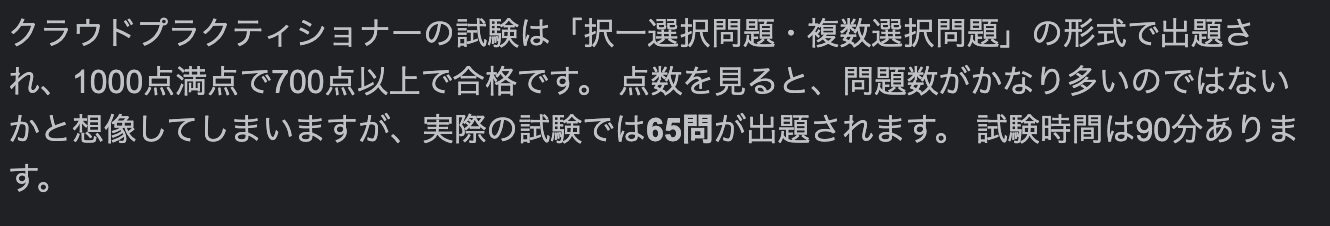 クラウドプラクティショナーの試験は「択一選択問題・複数選択問題」の形式で出題さ
れ、1000点満点で700点以上で合格です。 点数を見ると、問題数がかなり多いのではない
かと想像してしまいますが、実際の試験では65問が出題されます。 試験時間は90分ありま
す。